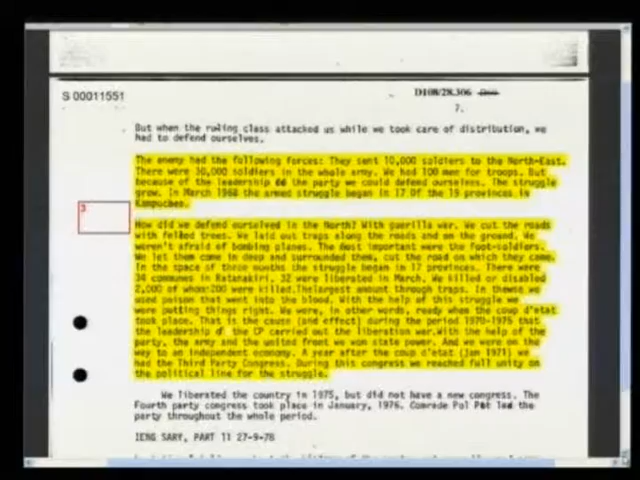 S 00011551
D108/28.306
7.
But when the ruling class attacked us while we took care of distribution, we
had to defend ourselves.
The enemy had the following forces: They sent 10,000 soldiers to the North-East.
There were 30,000 soldiers in the whole army. We had 100 men for troops. But
because of the leadership of the party we could defend ourselves. The struggle
grew. In March 1968 the armed struggle began in 17 of the 19 provinces in
Kampuchea.
3
How did we defend ourselved in the North? With guerilla war. We cut the roads
with felled trees. We laid out traps along the roads and on the ground. We
weren't afraid of bombing planes. The most important were the foot-soldiers.
We let them come in deep and surrounded them, cut the road on which they came.
In the space of three months the struggle began in 17 provinces. There were
34 communes in Ratanakiri, 32 were liberated in March. We killed or disabled
2,000 of whom 200 were killed. The largest amount through traps. In them we
used poison that went into the blood. With the help of this struggle we
were putting things right. We were, in other words, ready when the coup d'etat
took place. That is the cause (and effect) during the period 1970-1975 that
the leadership of the CP carried out the liberation war. With the help of the
party, the army and the united front we won state power. And we were on the
way to an independent economy. A year after the coup d'etat (Jan 1971) we
had the Third Party Congress. During this congress we reached full unity on
the political line for the struggle.
We liberated the country in 1975, but did not have a new congress. The
Fourth party congress took place in January, 1976. Comrade Pol Pot led the
party throughout the whole period.
IENG SARY, PART 11 27-9-78